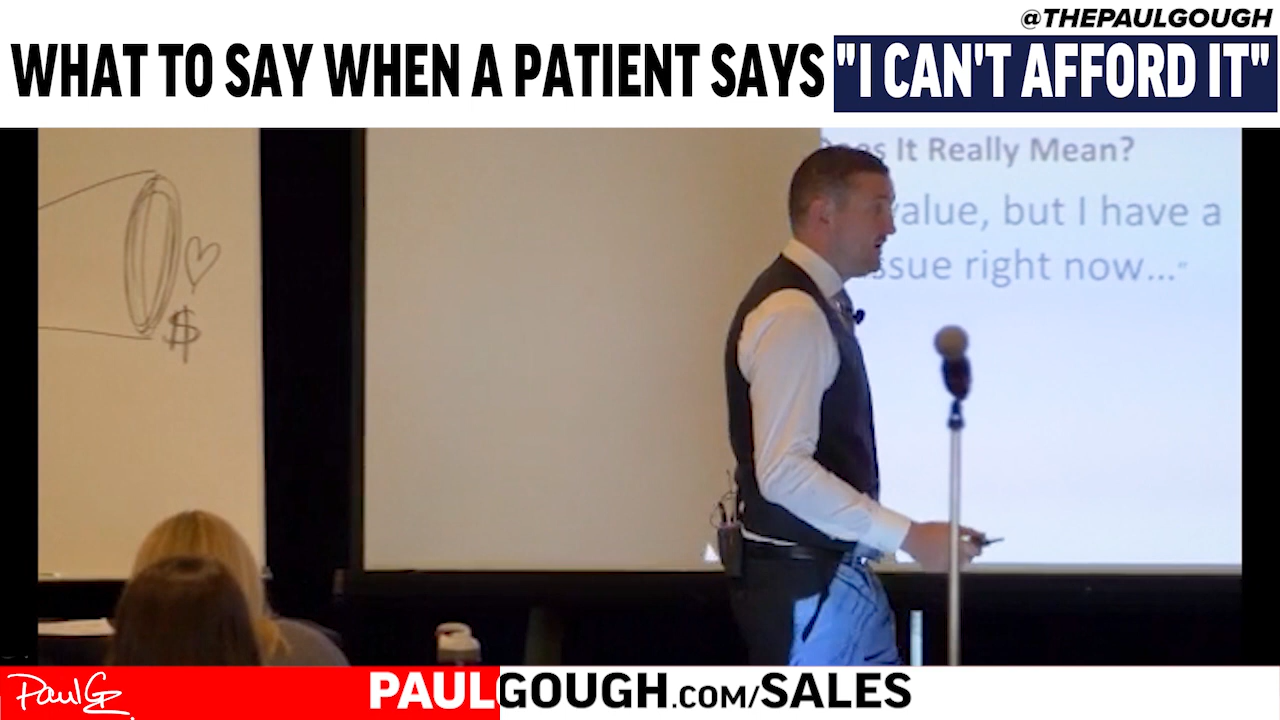 @THEPAULGOUGH
WHAT TO SAY WHEN A PATIENT SAYS "I CAN'T AFFORD IT"
It Really Mean?
value, but I have a
issue right now..."
$
PaulG
PAULGOUGH.COM/SALES